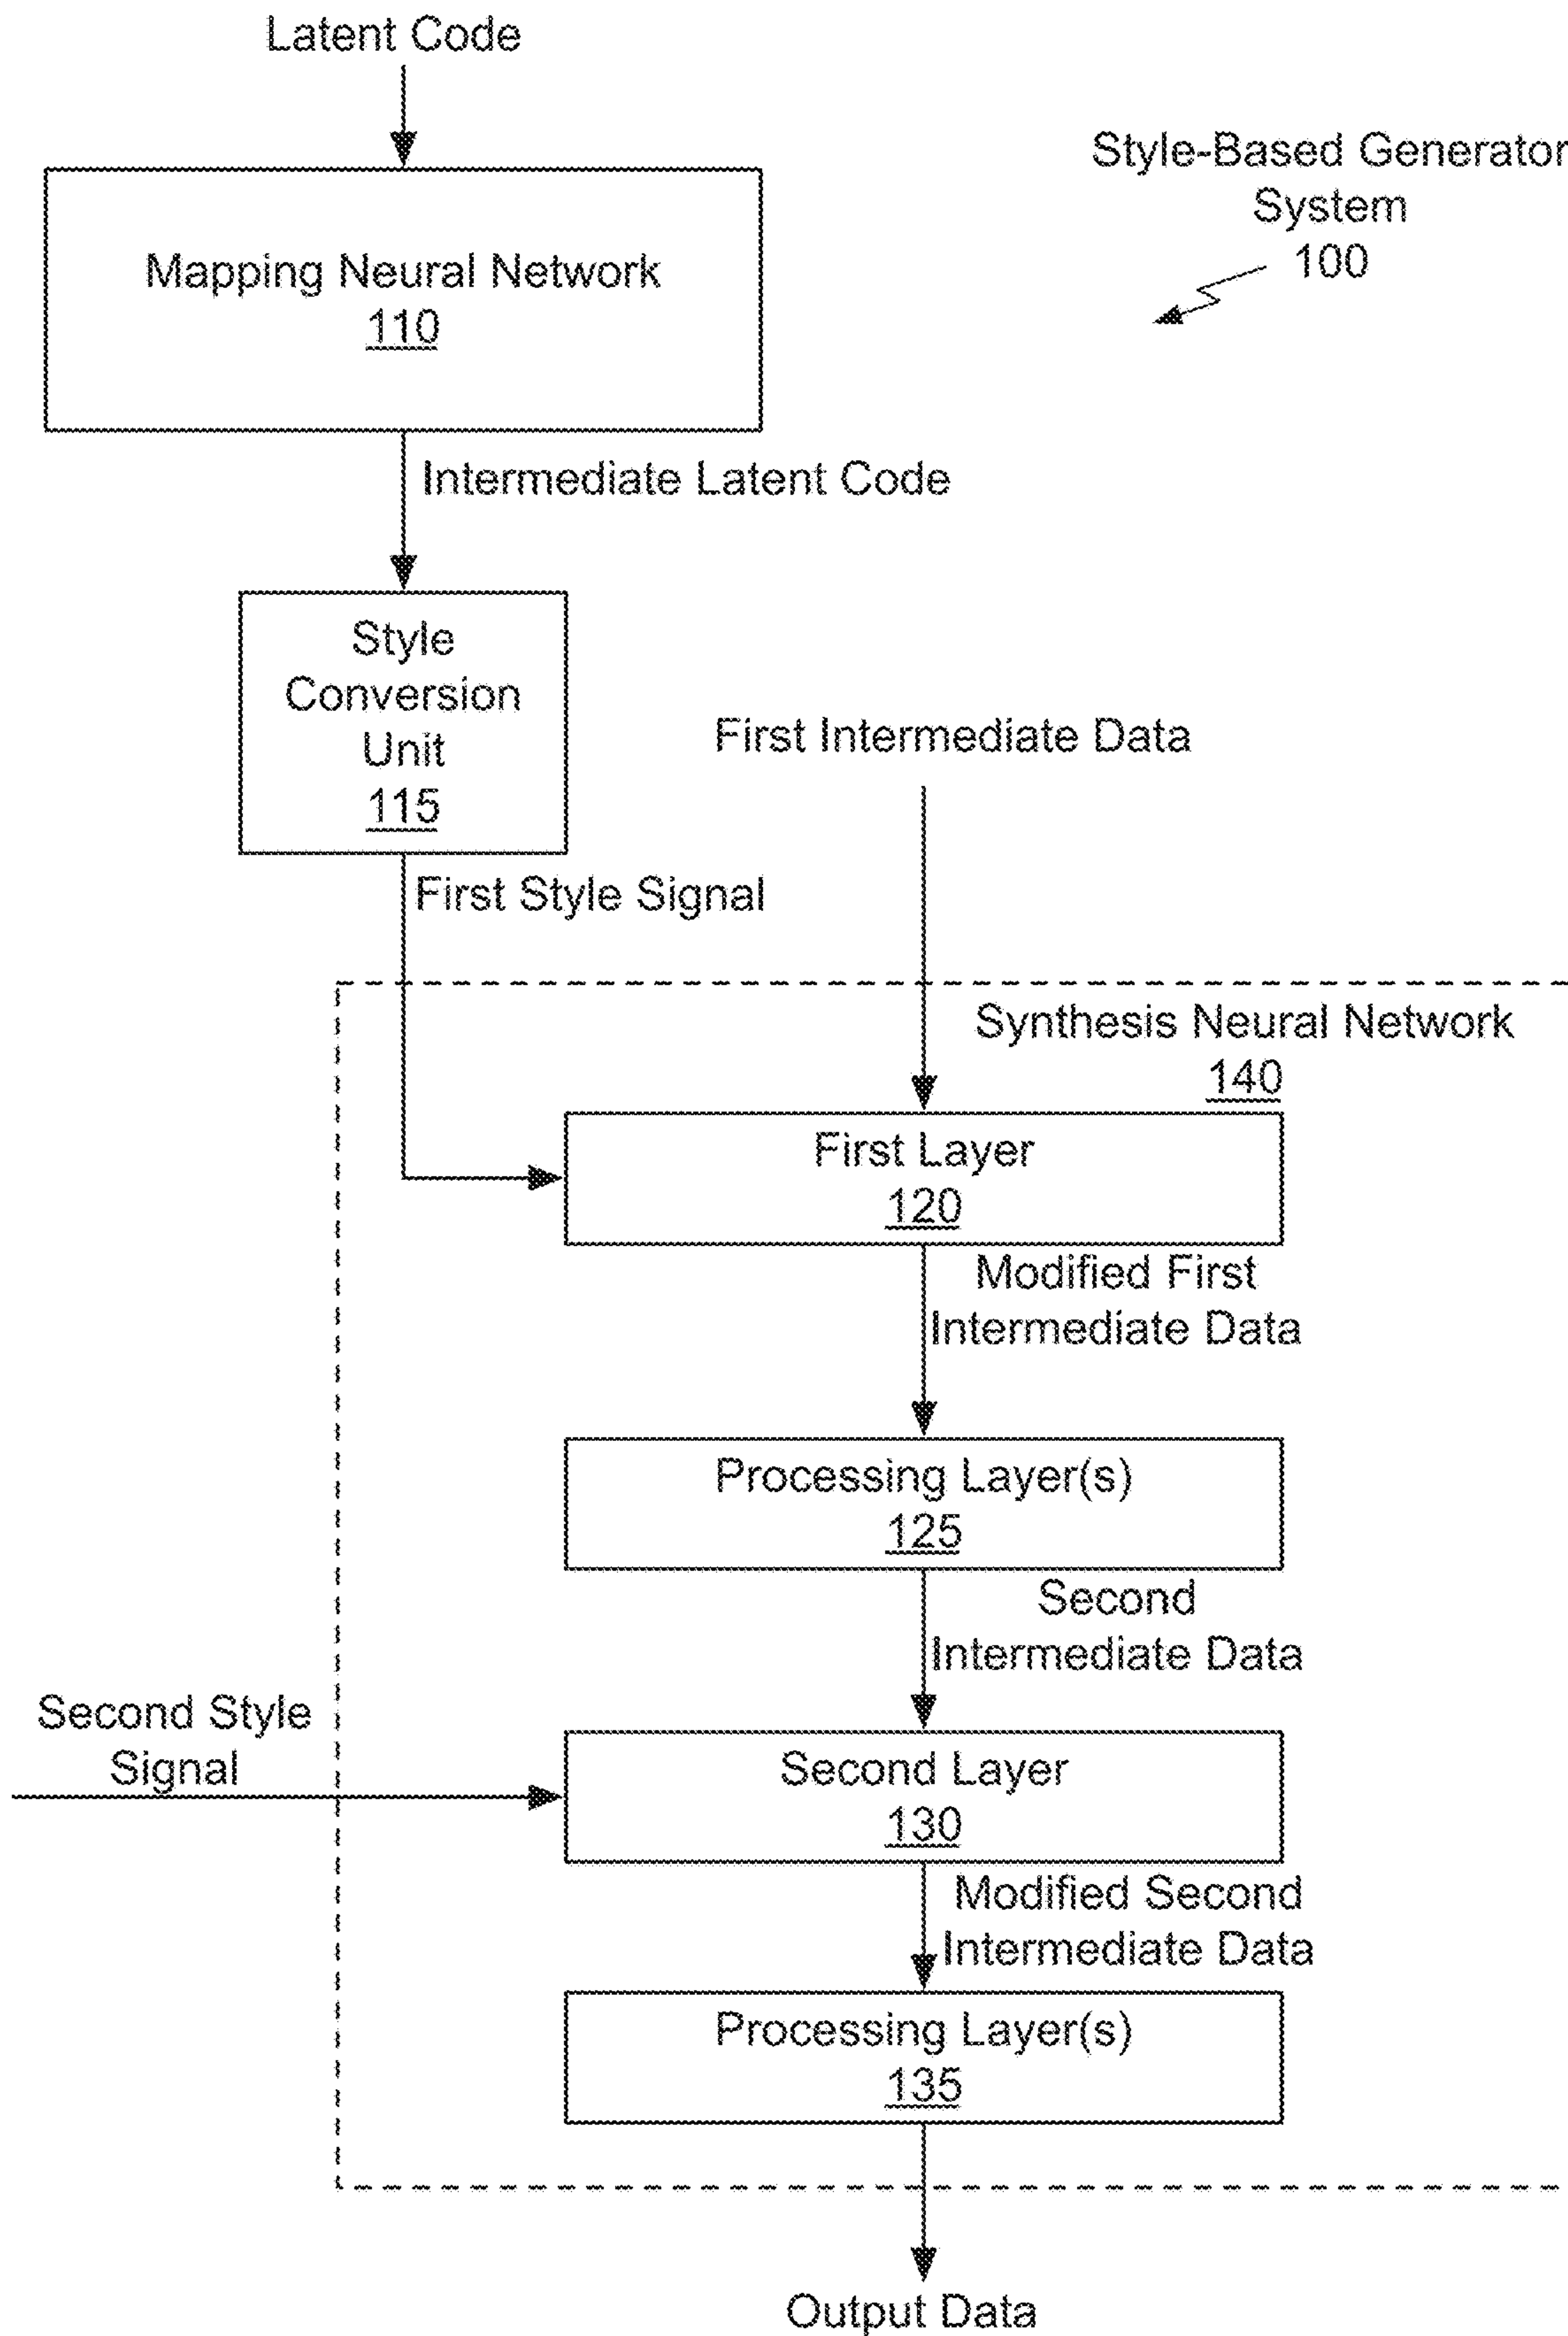 Latent Code
Style-Based Generator
System
100
Mapping Neural Network
110
Intermediate Latent Code
Style
Conversion
Unit
115
First Intermediate Data
First Style Signal
Synthesis Neural Network
140
First Layer
120
Modified First
Intermediate Data
Processing Layer(s)
125
Second
Intermediate Data
Second Style
Signal
Second Layer
130
Modified Second
Intermediate Data
Processing Layer(s)
135
Output Data